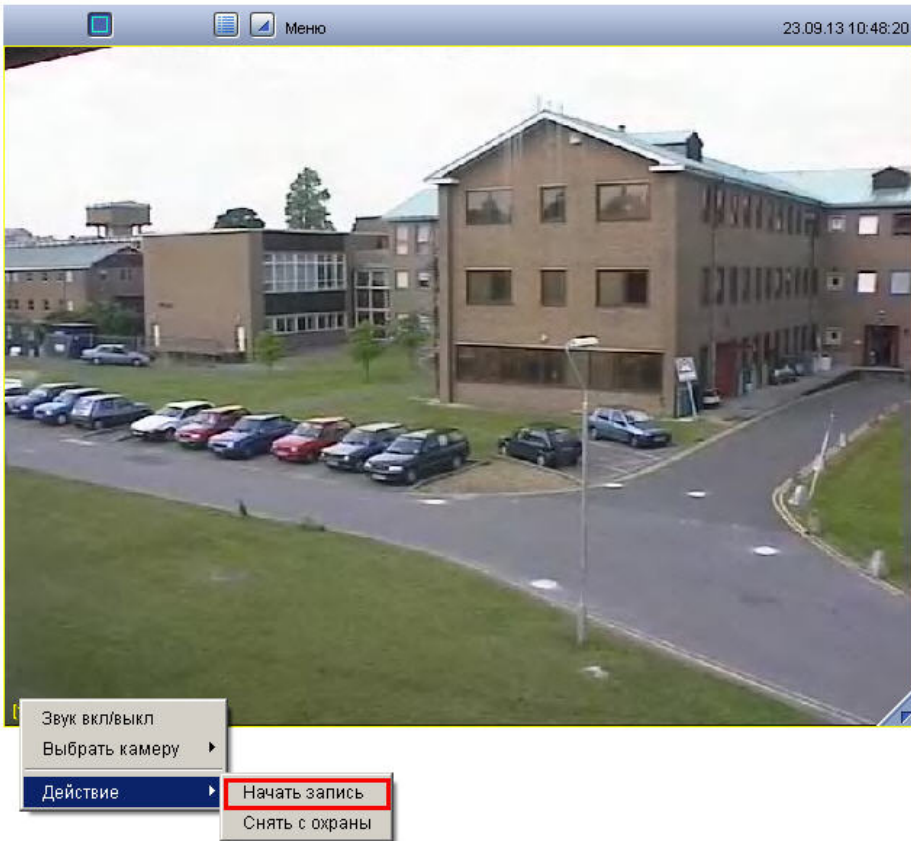 Меню
23.09.13 10:48:20
Звук вкл/выкл
Выбрать камеру
Действие
Начать запись
Снять с охраны